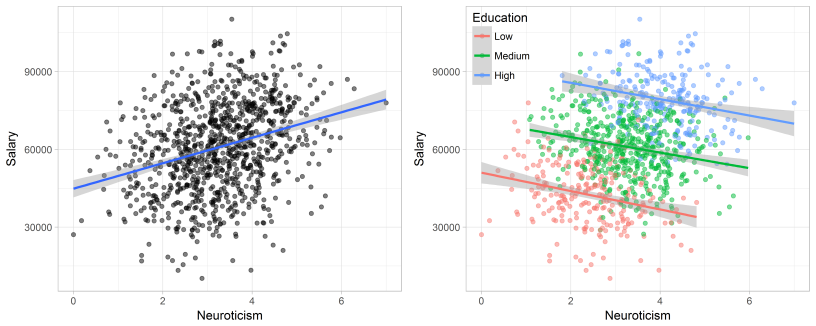 90000
60000
30000
Salary
0
2
4
6
Neuroticism
Education
Low
Medium
High
90000
60000
30000
Salary
0
2
4
6
Neuroticism